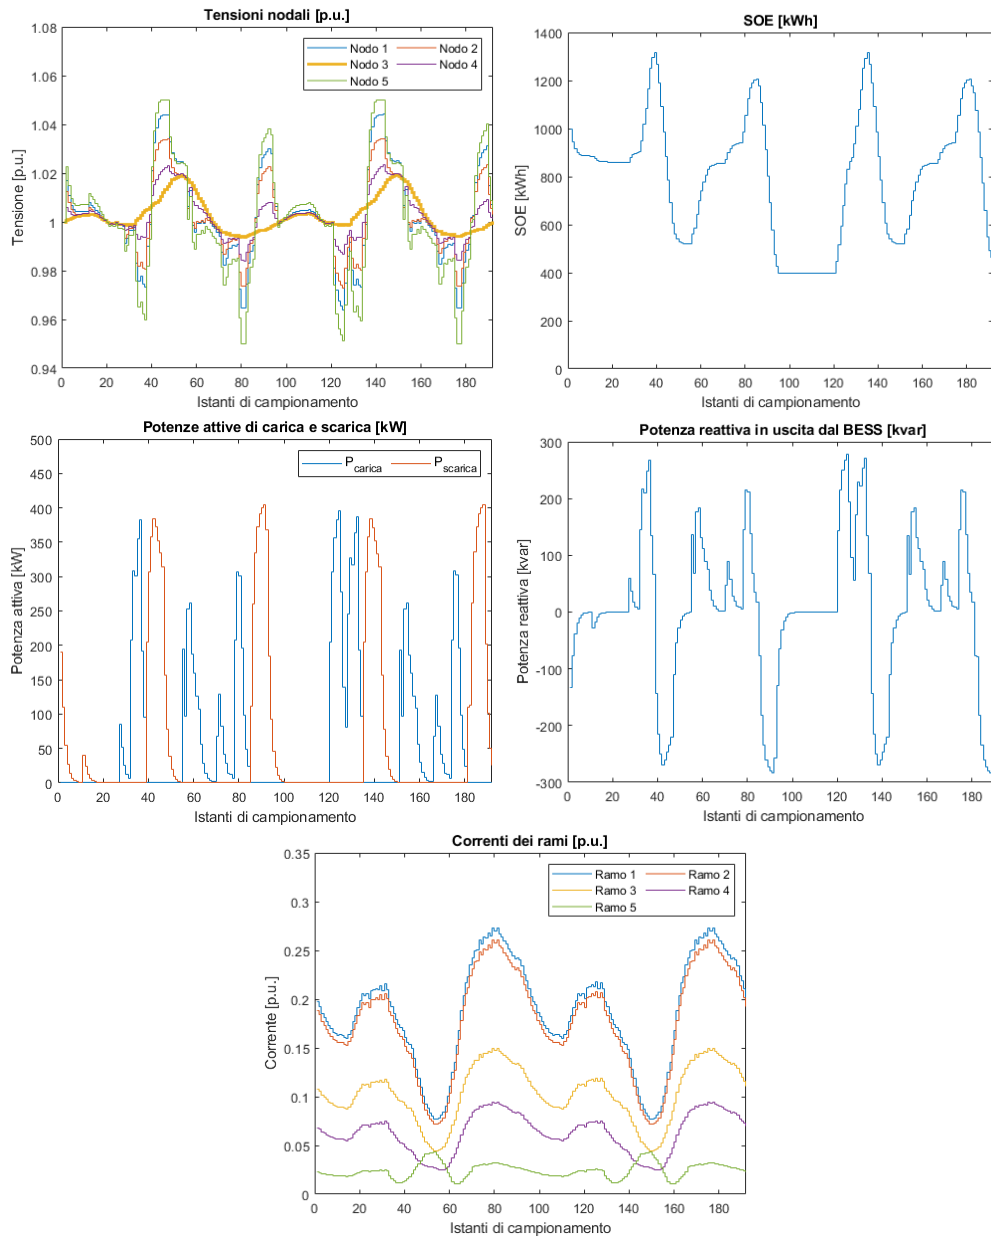 Tensioni nodali [p.u.]
1.08
1.06
1.04
1.02
1
0.98
0.96
0.94
Tensione [p.u.]
Nodo 1
Nodo 2
Nodo 3
Nodo 4
Nodo 5
0 20 40 60 80 100 120 140 160 180
Istanti di campionamento
SOE [kWh]
1400
1200
1000
800
600
400
200
0
SOE [kWh]
0 20 40 60 80 100 120 140 160 180
Istanti di campionamento
Potenze attive di carica e scarica [kW]
500
450
400
350
300
250
200
150
100
50
0
Potenza attiva [kW]
P carica
P scarica
0 20 40 60 80 100 120 140 160 180
Istanti di campionamento
Potenza reattiva in uscita dal BESS [kvar]
300
200
100
0
-100
-200
-300
Potenza reattiva [kvar]
0 20 40 60 80 100 120 140 160 180
Istanti di campionamento
Correnti dei rami [p.u.]
0.35
0.3
0.25
0.2
0.15
0.1
0.05
0
Corrente [p.u.]
Ramo 1
Ramo 2
Ramo 3
Ramo 4
Ramo 5
0 20 40 60 80 100 120 140 160 180
Istanti di campionamento